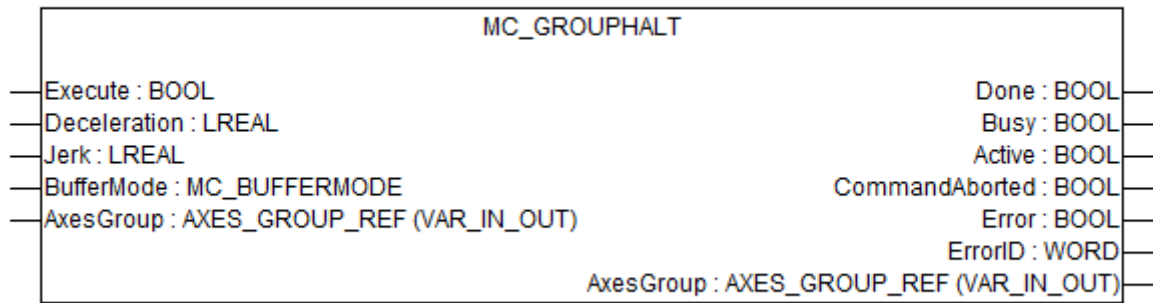 MC_GROUPHALT
Execute : BOOL
Done : BOOL
Deceleration : LREAL
Busy : BOOL
Jerk : LREAL
Active : BOOL
BufferMode : MC_BUFFERMODE
CommandAborted : BOOL
AxesGroup : AXES_GROUP_REF (VAR_IN_OUT)
Error : BOOL
ErrorID : WORD
AxesGroup : AXES_GROUP_REF (VAR_IN_OUT)